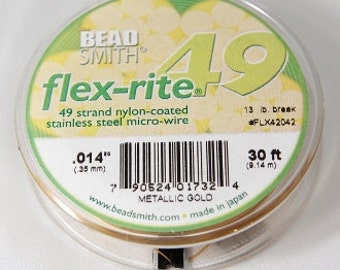 BEAD
SMITH®
49
flex-rite®
49 strand nylon-coated
stainless steel micro-wire
13 lb. break
#FLX42042
.014"
(.35 mm)
30 ft
(9.14 m)
7 90524 01732 4
METALLIC GOLD
www.beadsmith.com
made in japan